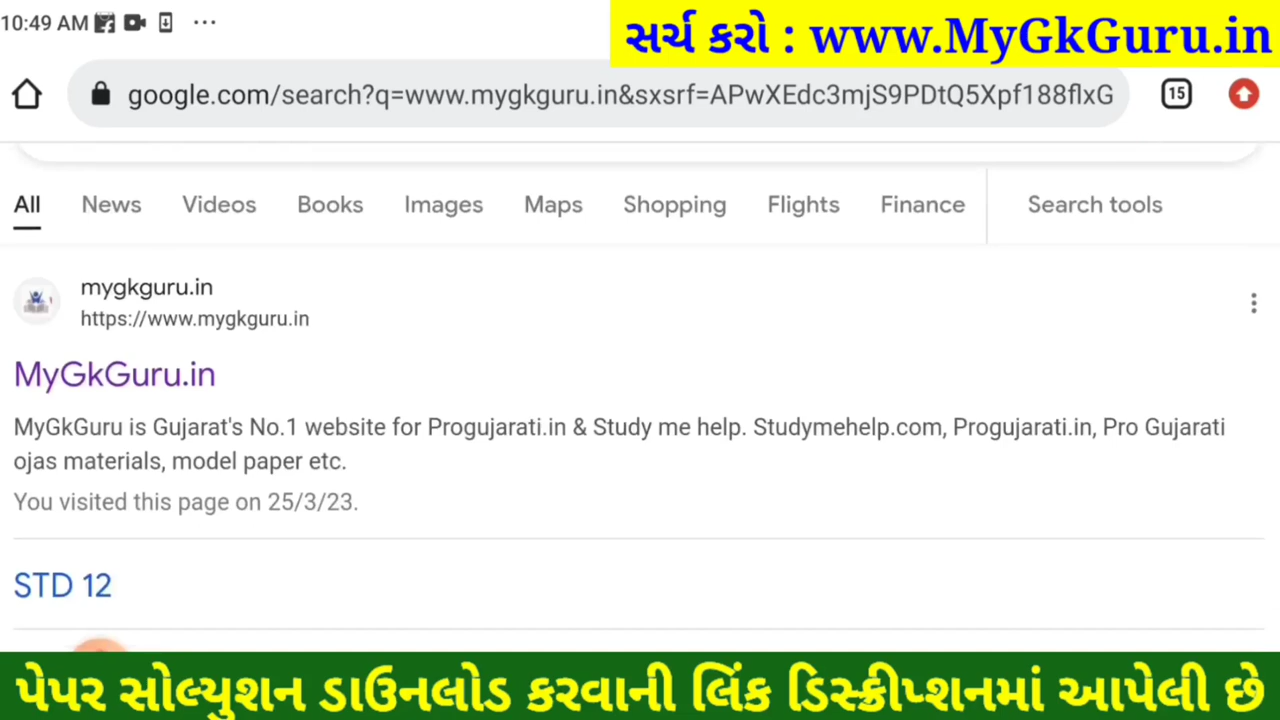 10:49 AM
સર્ચ કરો : www.MyGkGuru.in
google.com/search?q=www.mygkguru.in&sxsrf=APwXEdc3mjS9PDtQ5Xpf188flxG
15
All News Videos Books Images Maps Shopping Flights Finance Search tools
mygkguru.in
https://www.mygkguru.in
MyGkGuru.in
MyGkGuru is Gujarat's No.1 website for Progujarati.in & Study me help. Studymehelp.com, Progujarati.in, Pro Gujarati
ojas materials, model paper etc.
You visited this page on 25/3/23.
STD 12
પેપર સોલ્યુશન ડાઉનલોડ કરવાની લિંક ડિસ્ક્રીપ્શનમાં આપેલી છે